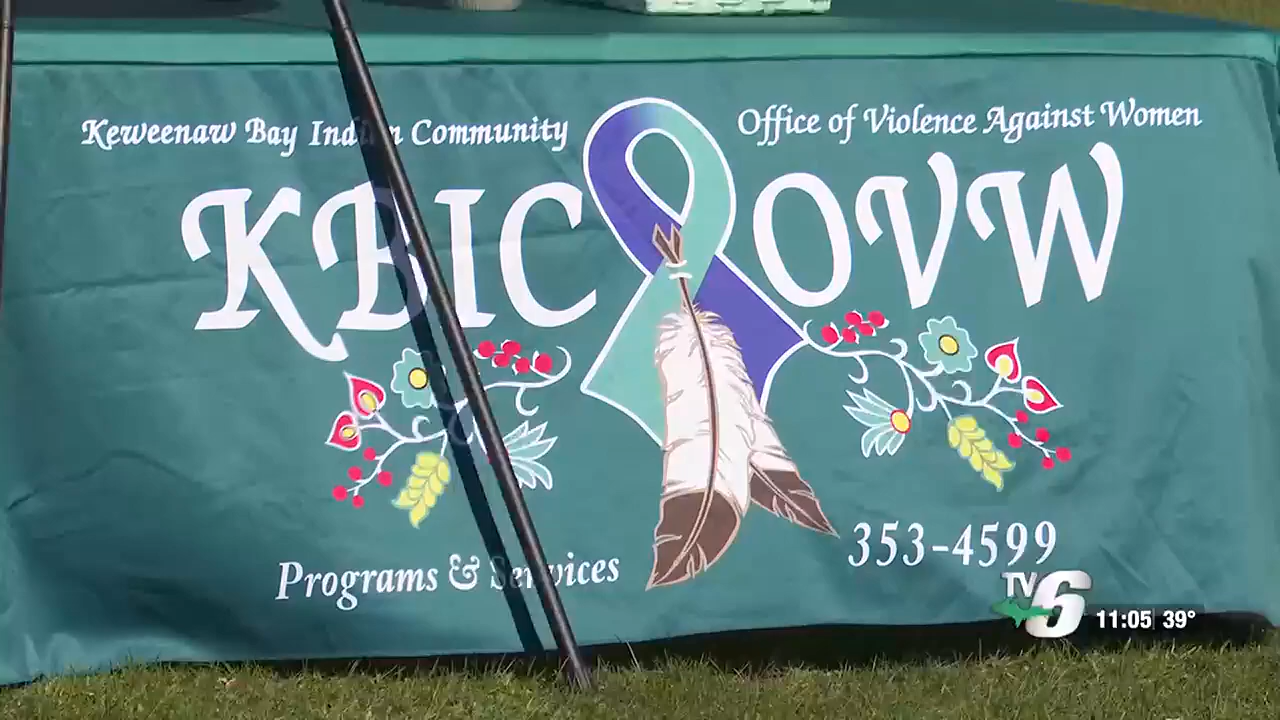 Keweenaw Bay Indian Community
Office of Violence Against Women
KBIC OVW
Programs & Services
353-4599
TV6
11:05 39°